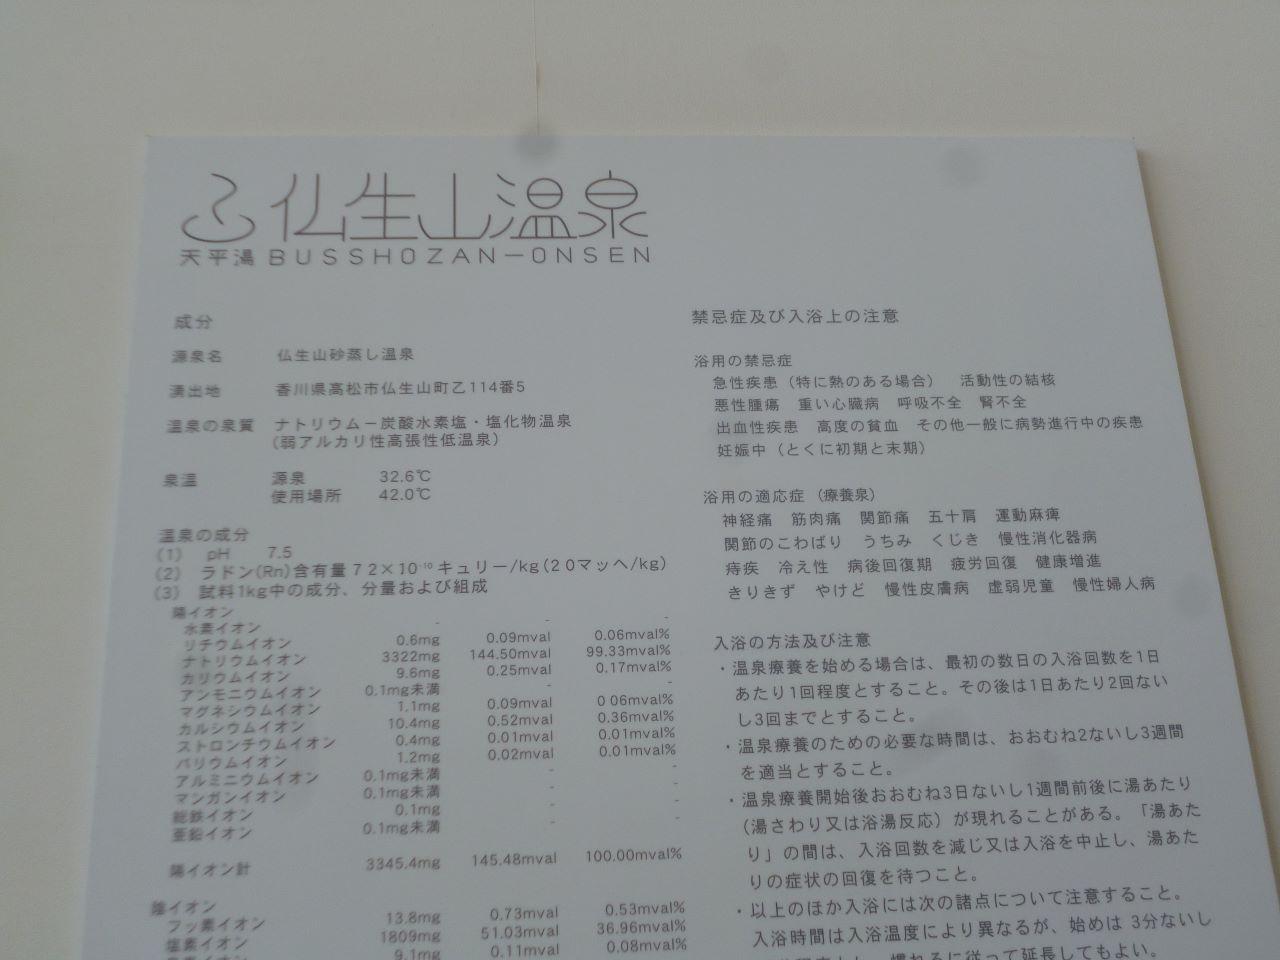 仏生山温泉
天平湯 BUSSHOZAN-ONSEN
成分
源泉名 仏生山砂蒸し温泉
湧出地 香川県高松市仏生山町乙114番5
温泉の泉質 ナトリウムー炭酸水素塩・塩化物温泉
(弱アルカリ性高張性低温泉)
泉温 源泉 32.6℃
使用場所 42.0℃
温泉の成分
(1) pH 7.5
(2) ラドン(Rn)含有量72×10⁻¹⁰キュリー/kg(20マッヘ/kg)
(3) 試料1kg中の成分、分量および組成
陽イオン
水素イオン - - -
リチウムイオン 0.6mg 0.09mval 0.06mval%
ナトリウムイオン 3322mg 144.50mval 99.33mval%
カリウムイオン 9.6mg 0.25mval 0.17mval%
アンモニウムイオン 0.1mg未満 - -
マグネシウムイオン 1.1mg 0.09mval 0 06mval%
カルシウムイオン 10.4mg 0.52mval 0.36mval%
ストロンチウムイオン 0.4mg 0.01mval 0.01mval%
バリウムイオン 1.2mg 0.02mval 0.01mval%
アルミニウムイオン 0.1mg未満 - -
マンガンイオン 0.1mg未満 - -
総鉄イオン 0.1mg - -
亜鉛イオン 0.1mg未満 - -
陽イオン計 3345.4mg 145.48mval 100.00mval%
陰イオン
フッ素イオン 13.8mg 0.73mval 0.53mval%
塩素イオン 1809mg 51.03mval 36.96mval%
9.1mg 0.11mval 0.08mval%
禁忌症及び入浴上の注意
浴用の禁忌症
急性疾患（特に熱のある場合） 活動性の結核
悪性腫瘍 重い心臓病 呼吸不全 腎不全
出血性疾患 高度の貧血 その他一般に病勢進行中の疾患
妊娠中（とくに初期と末期）
浴用の適応症（療養泉）
神経痛 筋肉痛 関節痛 五十肩 運動麻痺
関節のこわばり うちみ くじき 慢性消化器病
痔疾 冷え性 病後回復期 疲労回復 健康増進
きりきず やけど 慢性皮膚病 虚弱児童 慢性婦人病
入浴の方法及び注意
・温泉療養を始める場合は、最初の数日の入浴回数を1日
あたり1回程度とすること。その後は1日あたり2回ない
し3回までとすること。
・温泉療養のための必要な時間は、おおむね2ないし3週間
を適当とすること。
・温泉療養開始後おおむね3日ないし1週間前後に湯あたり
（湯さわり又は浴湯反応）が現れることがある。「湯あた
り」の間は、入浴回数を減じ又は入浴を中止し、湯あた
りの症状の回復を待つこと。
・以上のほか入浴には次の諸点について注意すること。
入浴時間は入浴温度により異なるが、始めは 3分ないし
慣れるに従って延長してもよい。